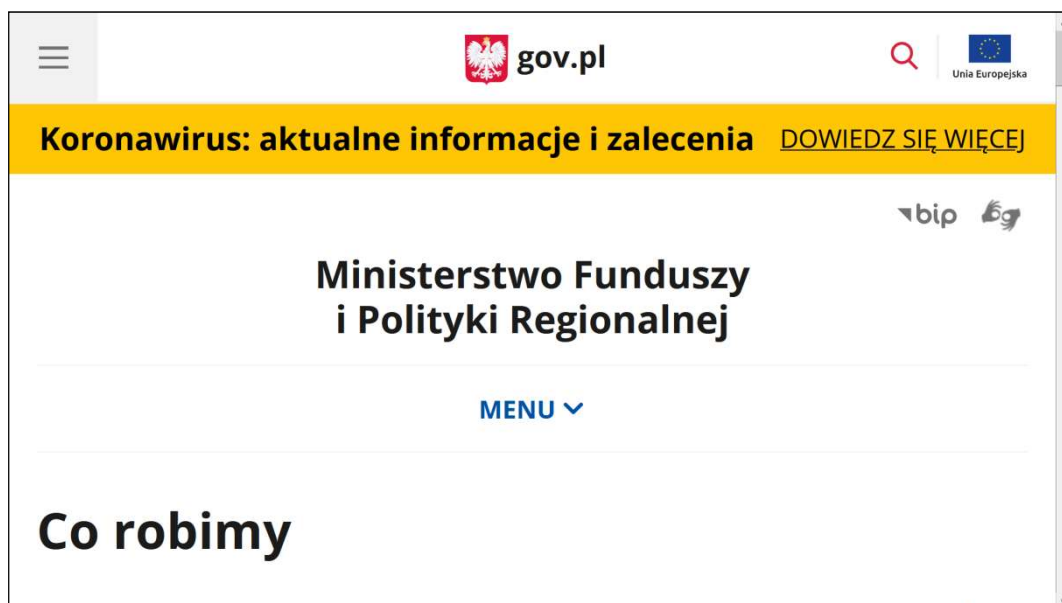 gov.pl
Unia Europejska
Koronawirus: aktualne informacje i zalecenia DOWIEDZ SIĘ WIĘCEJ
bip
Ministerstwo Funduszy
i Polityki Regionalnej
MENU
Co robimy